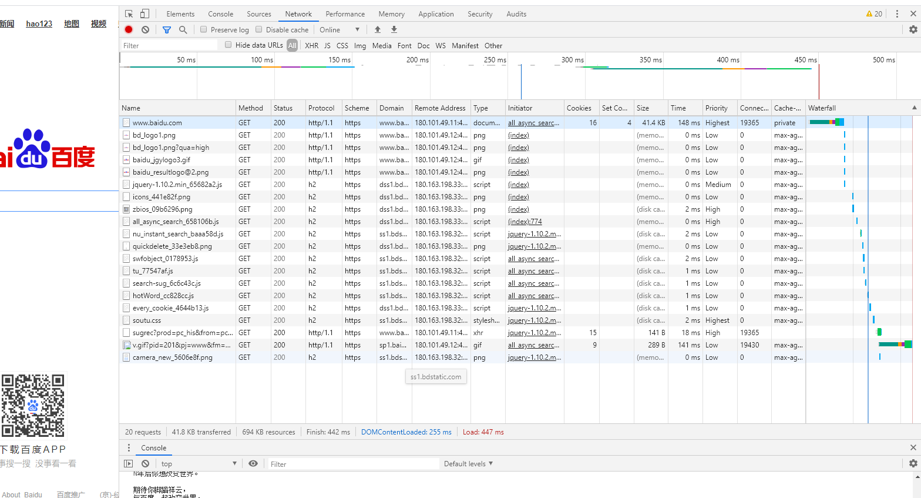 新闻 hao123 地图 视频
Elements Console Sources Network Performance Memory Application Security Audits 20
Preserve log Disable cache Online
Filter Hide data URLs All XHR JS CSS Img Media Font Doc WS Manifest Other
50 ms 100 ms 150 ms 200 ms 250 ms 300 ms 350 ms 400 ms 450 ms 500 ms
Name Method Status Protocol Scheme Domain Remote Address Type Initiator Cookies Set Co... Size Time Priority Connec... Cache-... Waterfall
www.baidu.com GET 200 http/1.1 https www.ba... 180.101.49.11:4... docum... all_async_searc... 16 4 41.4 KB 148 ms Highest 19365 private
bd_logo1.png GET 200 http/1.1 https www.ba... 180.101.49.12:4... png (index) (memo... 0 ms Low 0 max-ag...
bd_logo1.png?qua=high GET 200 http/1.1 https www.ba... 180.101.49.12:4... png (index) (memo... 0 ms Low 0 max-ag...
baidu_jgylogo3.gif GET 200 http/1.1 https www.ba... 180.101.49.12:4... gif (index) (memo... 0 ms Low 0 max-ag...
baidu_resultlogo@2.png GET 200 http/1.1 https www.ba... 180.101.49.12:4... png (index) (memo... 0 ms Low 0 max-ag...
jquery-1.10.2.min_65682a2.js GET 200 h2 https dss1.bd... 180.163.198.33:... script (index) (memo... 0 ms Medium 0 max-ag...
icons_441e82f.png GET 200 h2 https dss1.bd... 180.163.198.33:... png (index) (memo... 0 ms Low 0 max-ag...
zbios_09b6296.png GET 200 h2 https dss1.bd... 180.163.198.33:... png (index) (disk ca... 2 ms High 0 max-ag...
all_async_search_658106b.js GET 200 h2 https dss1.bd... 180.163.198.33:... script (index):774 (memo... 0 ms High 0 max-ag...
nu_instant_search_baaa58d.js GET 200 h2 https ss1.bds... 180.163.198.32:... script jquery-1.10.2.m... (disk ca... 2 ms Low 0 max-ag...
quickdelete_33e3eb8.png GET 200 h2 https dss1.bd... 180.163.198.33:... png jquery-1.10.2.m... (memo... 0 ms Low 0 max-ag...
swfobject_0178953.js GET 200 h2 https ss1.bds... 180.163.198.32:... script all_async_searc... (disk ca... 2 ms Low 0 max-ag...
tu_77547af.js GET 200 h2 https ss1.bds... 180.163.198.32:... script all_async_searc... (disk ca... 1 ms Low 0 max-ag...
search-sug_6c6c43c.js GET 200 h2 https ss1.bds... 180.163.198.32:... script all_async_searc... (memo... 1 ms Low 0 max-ag...
hotWord_cc828cc.js GET 200 h2 https ss1.bds... 180.163.198.32:... script all_async_searc... (memo... 0 ms Low 0 max-ag...
every_cookie_4644b13.js GET 200 h2 https dss1.bd... 180.163.198.33:... script jquery-1.10.2.m... (disk ca... 1 ms Low 0 max-ag...
soutu.css GET 200 h2 https ss1.bds... 180.163.198.32:... stylesh... all_async_searc... (disk ca... 2 ms Highest 0 max-ag...
sugrec?prod=pc_his&from=pc... GET 200 http/1.1 https www.ba... 180.101.49.11:4... xhr jquery-1.10.2.m... 15 141 B 18 ms High 19365
v.gif?pid=201&pj=www&fm=... GET 200 http/1.1 https sp1.bai... 180.101.49.12:4... gif all_async_searc... 9 289 B 141 ms Low 19430 max-ag...
camera_new_5606e8f.png GET 200 h2 https ss1.bds... 180.163.198.32:... png jquery-1.10.2.m... (memo... 0 ms Low 0 max-ag...
ss1.bdstatic.com
20 requests 41.8 KB transferred 694 KB resources Finish: 442 ms DOMContentLoaded: 255 ms Load: 447 ms
Console
top Filter Default levels
期待你脚踏祥云，
du 百度
下载百度APP
事搜一搜 没事看一看
About Baidu 百度推广